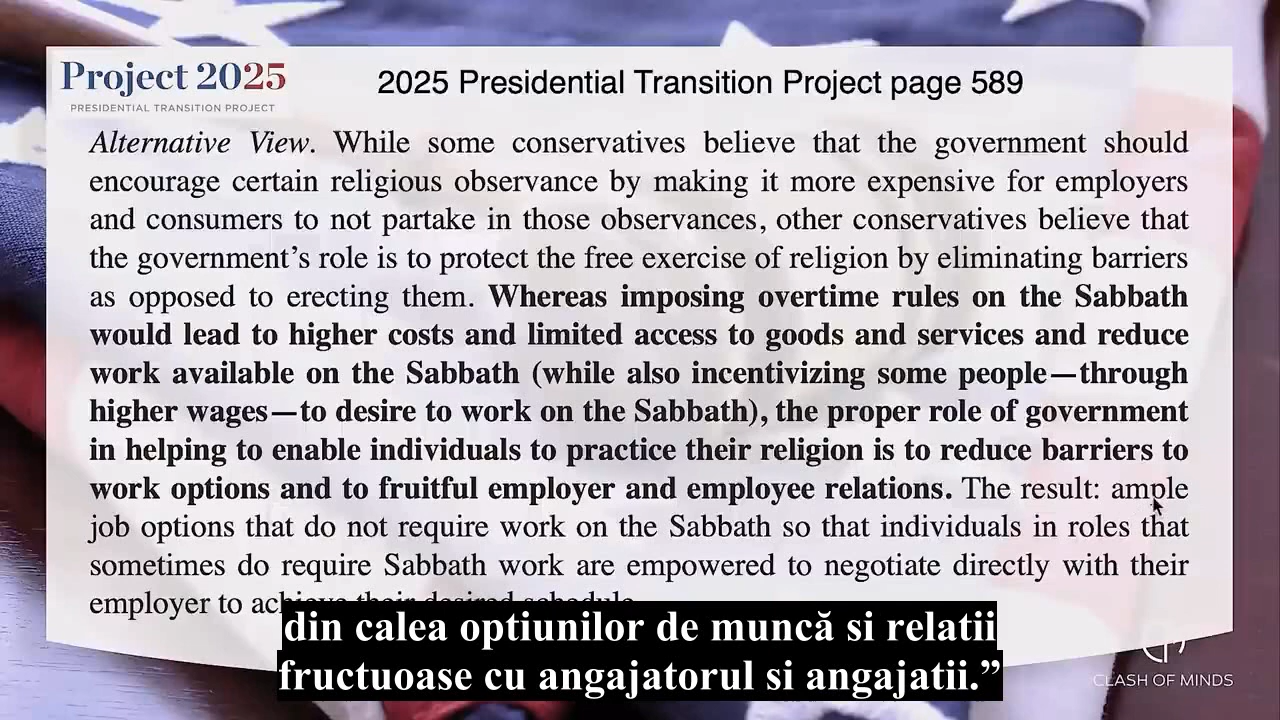 Project 2025
PRESIDENTIAL TRANSITION PROJECT
2025 Presidential Transition Project page 589
Alternative View. While some conservatives believe that the government should
encourage certain religious observance by making it more expensive for employers
and consumers to not partake in those observances, other conservatives believe that
the government’s role is to protect the free exercise of religion by eliminating barriers
as opposed to erecting them. Whereas imposing overtime rules on the Sabbath
would lead to higher costs and limited access to goods and services and reduce
work available on the Sabbath (while also incentivizing some people—through
higher wages—to desire to work on the Sabbath), the proper role of government
in helping to enable individuals to practice their religion is to reduce barriers to
work options and to fruitful employer and employee relations. The result: ample
job options that do not require work on the Sabbath so that individuals in roles that
sometimes do require Sabbath work are empowered to negotiate directly with their
employer to achieve their desired schedule.
din calea optiunilor de muncă si relatii
fructuoase cu angajatorul si angajatii.”
CLASH OF MINDS